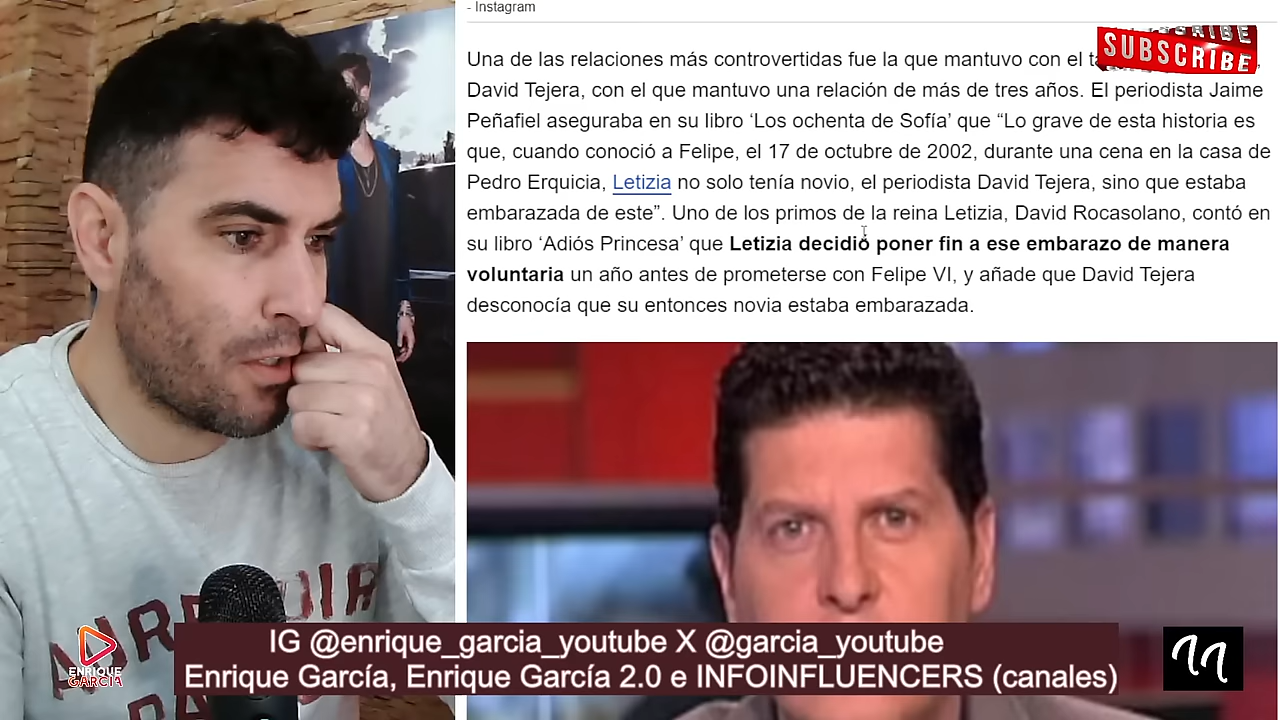 - Instagram
Una de las relaciones más controvertidas fue la que mantuvo con el
SUBSCRIBE
David Tejera, con el que mantuvo una relación de más de tres años. El periodista Jaime
Peñafiel aseguraba en su libro ‘Los ochenta de Sofía’ que “Lo grave de esta historia es
que, cuando conoció a Felipe, el 17 de octubre de 2002, durante una cena en la casa de
Pedro Erquicia, Letizia no solo tenía novio, el periodista David Tejera, sino que estaba
embarazada de este”. Uno de los primos de la reina Letizia, David Rocasolano, contó en
su libro ‘Adiós Princesa’ que Letizia decidió poner fin a ese embarazo de manera
voluntaria un año antes de prometerse con Felipe VI, y añade que David Tejera
desconocía que su entonces novia estaba embarazada.
IG @enrique_garcia_youtube X @garcia_youtube
Enrique García, Enrique García 2.0 e INFOINFLUENCERS (canales)
ENRIQUE
GARCÍA